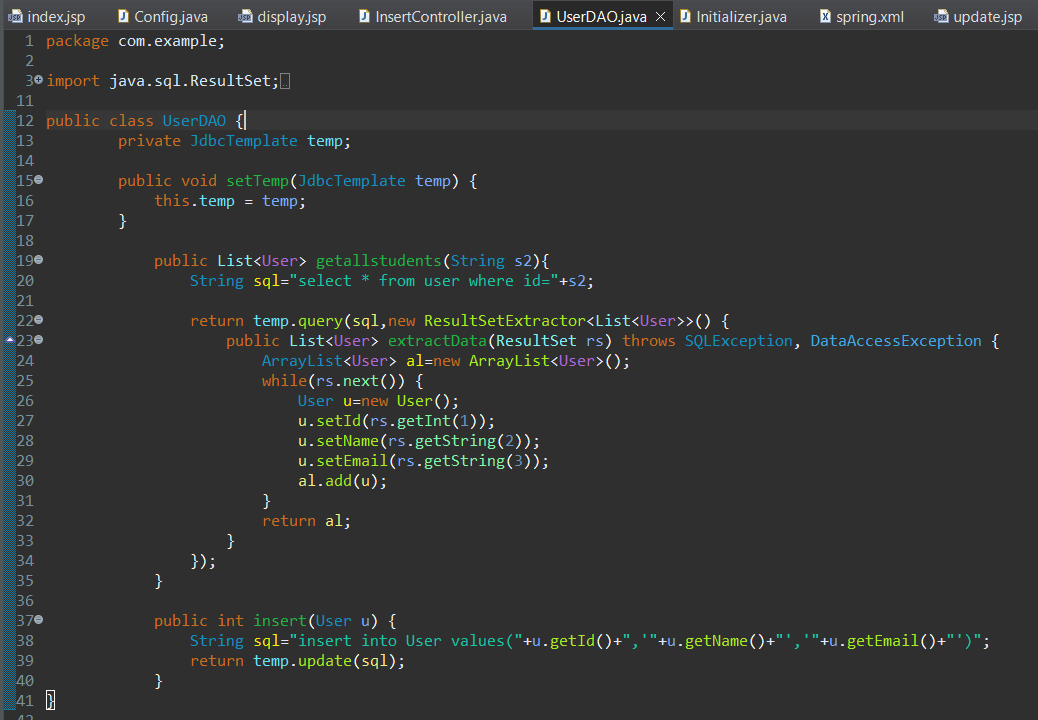 index.jsp Config.java display.jsp InsertController.java UserDAO.java Initializer.java spring.xml update.jsp
1 package com.example;
2
3 import java.sql.ResultSet;
11
12 public class UserDAO {
13 private JdbcTemplate temp;
14
15 public void setTemp(JdbcTemplate temp) {
16 this.temp = temp;
17 }
18
19 public List<User> getallstudents(String s2){
20 String sql="select * from user where id="+s2;
21
22 return temp.query(sql,new ResultSetExtractor<List<User>>() {
23 public List<User> extractData(ResultSet rs) throws SQLException, DataAccessException {
24 ArrayList<User> al=new ArrayList<User>();
25 while(rs.next()) {
26 User u=new User();
27 u.setId(rs.getInt(1));
28 u.setName(rs.getString(2));
29 u.setEmail(rs.getString(3));
30 al.add(u);
31 }
32 return al;
33 }
34 });
35 }
36
37 public int insert(User u) {
38 String sql="insert into User values("+u.getId()+",'"+u.getName()+"','"+u.getEmail()+"')";
39 return temp.update(sql);
40 }
41 }
42